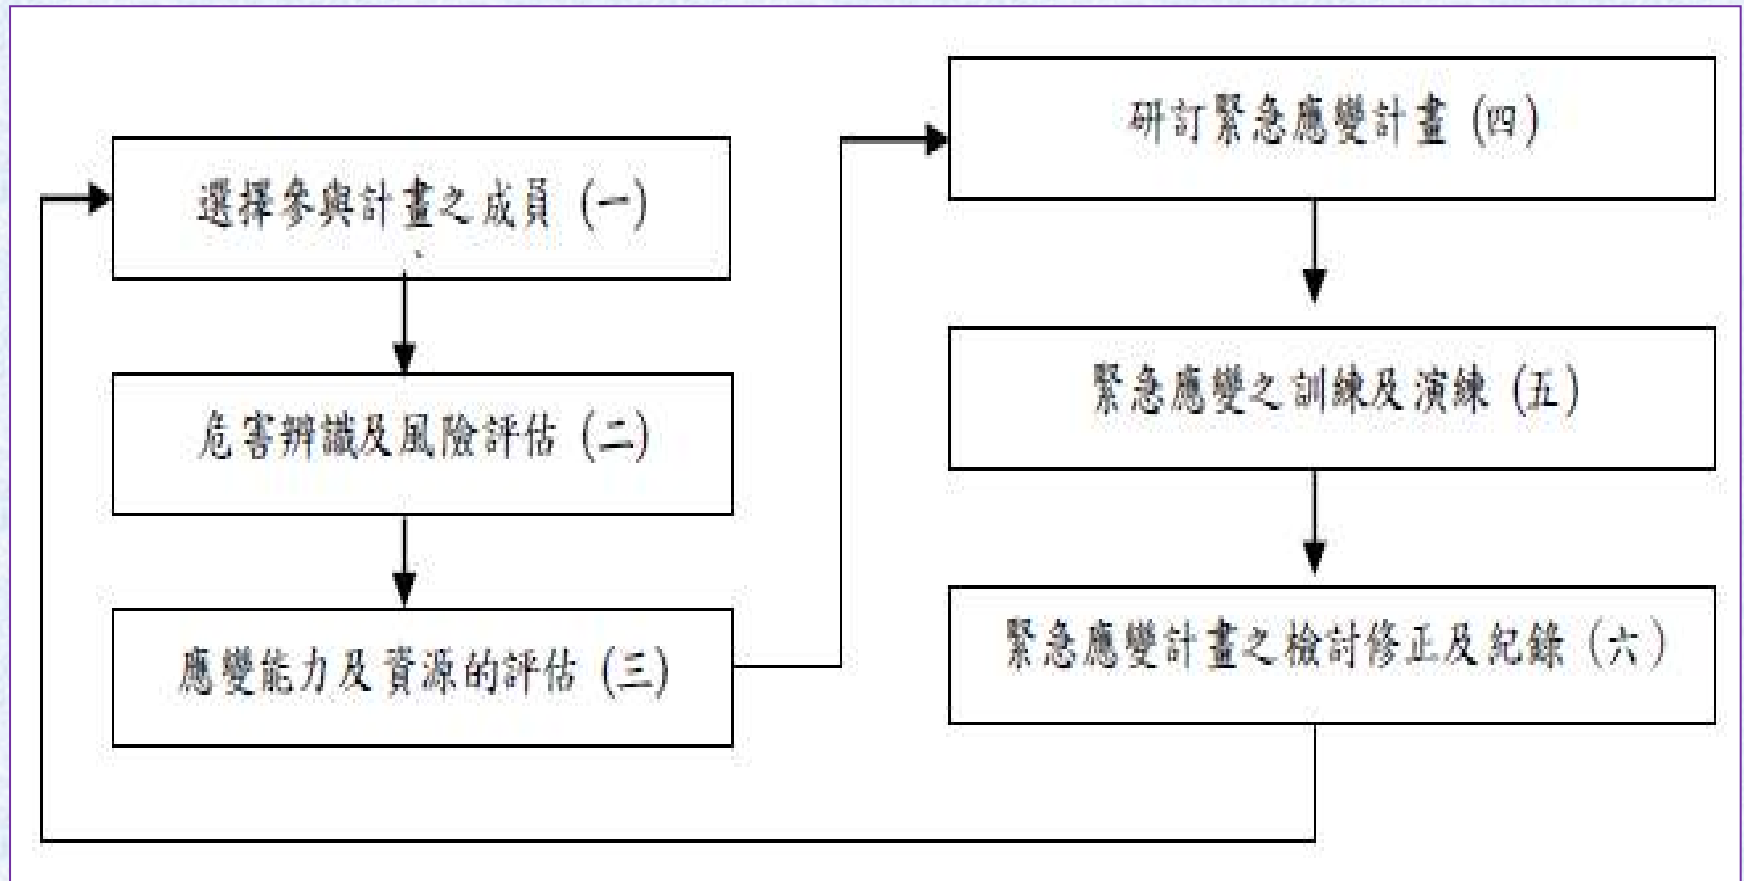 選擇參與計畫之成員 (一)
危害辨識及風險評估 (二)
應變能力及資源的評估 (三)
研訂緊急應變計畫 (四)
緊急應變之訓練及演練 (五)
緊急應變計畫之檢討修正及紀錄 (六)